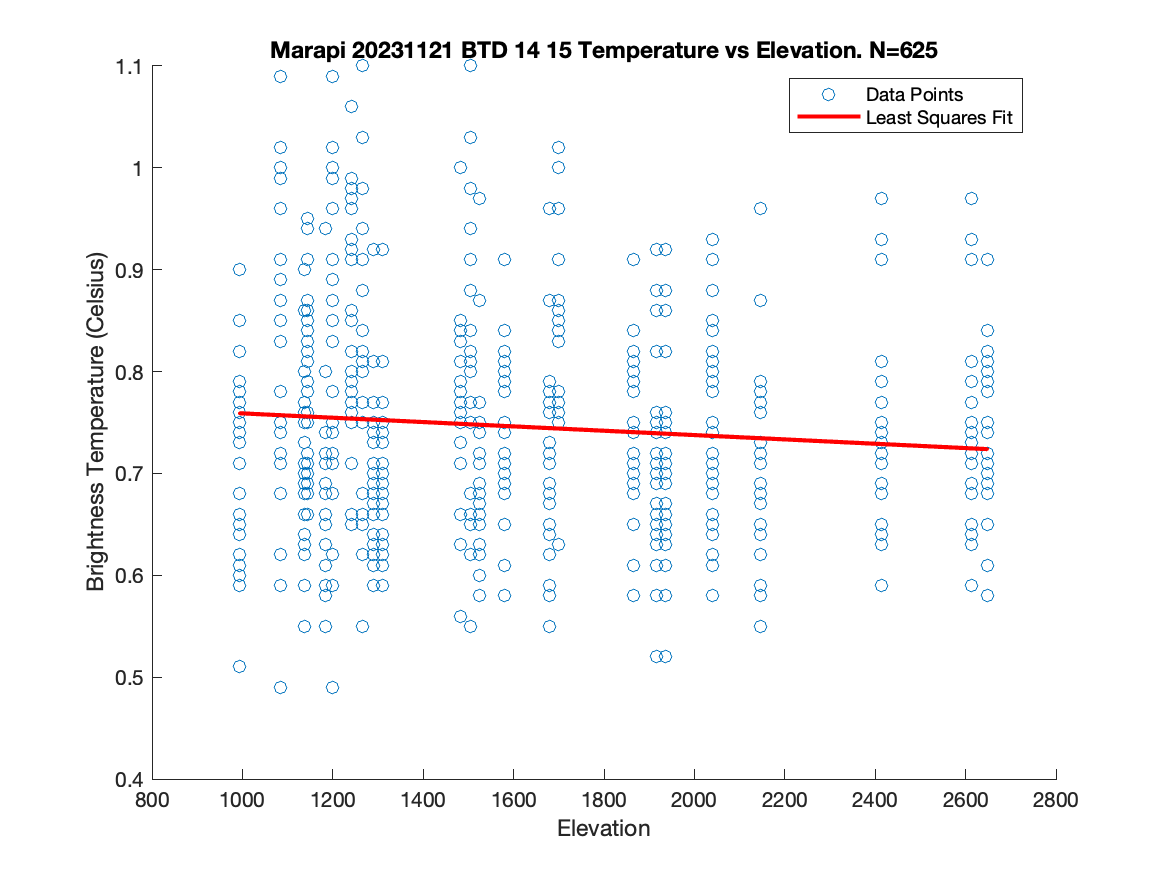 Marapi 20231121 BTD 14 15 Temperature vs Elevation. N=625
Data Points
Least Squares Fit
Brightness Temperature (Celsius)
1.1
1
0.9
0.8
0.7
0.6
0.5
0.4
800 1000 1200 1400 1600 1800 2000 2200 2400 2600 2800
Elevation